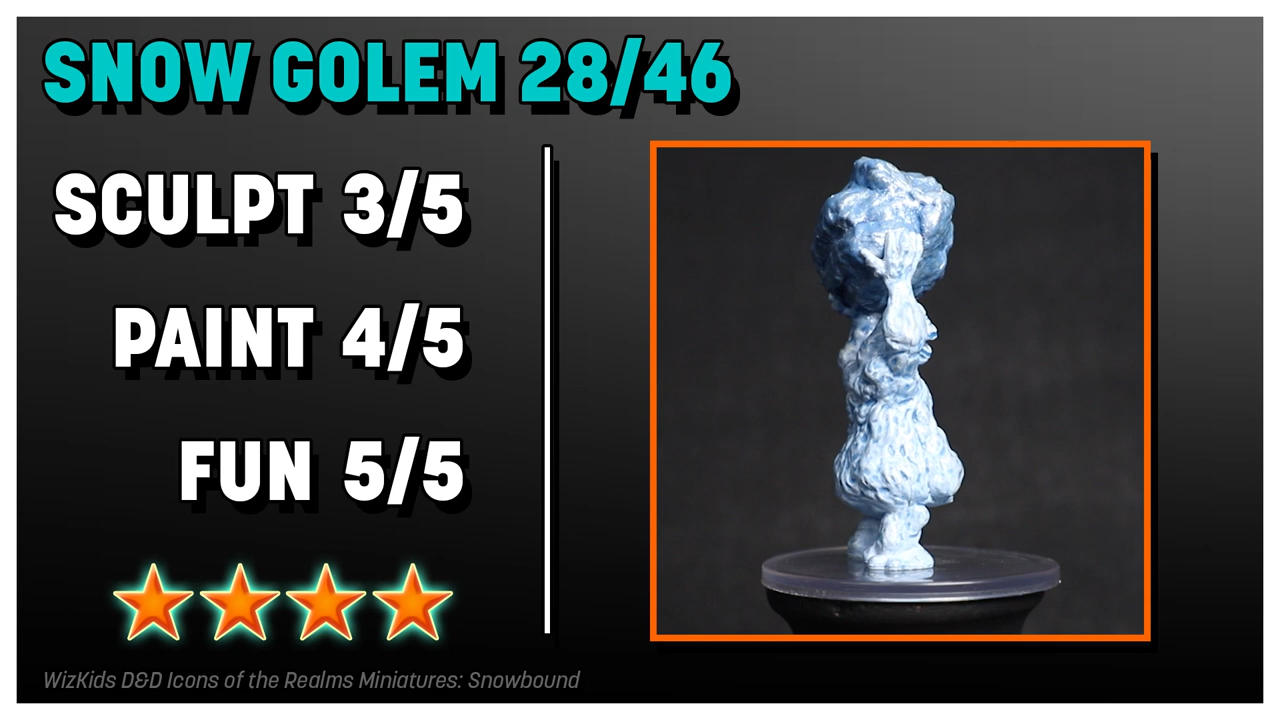 SNOW GOLEM 28/46
SCULPT 3/5
PAINT 4/5
FUN 5/5
WizKids D&D Icons of the Realms Miniatures: Snowbound